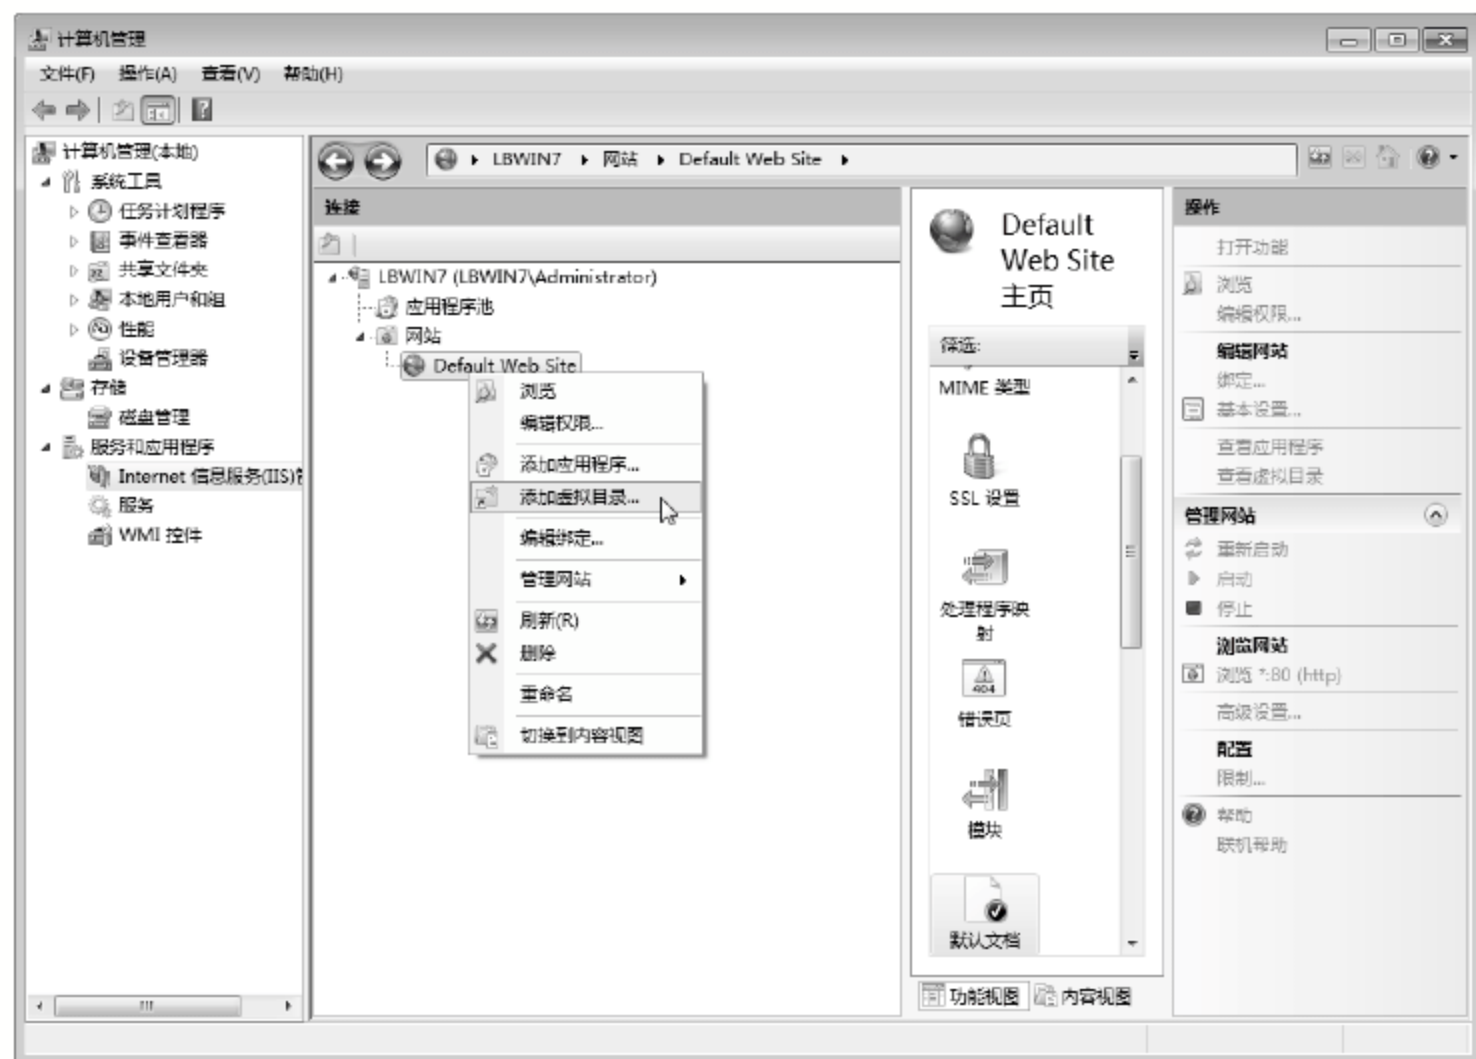 计算机管理
文件(F) 操作(A) 查看(V) 帮助(H)
计算机管理(本地)
系统工具
任务计划程序
事件查看器
共享文件夹
本地用户和组
性能
设备管理器
存储
磁盘管理
服务和应用程序
Internet 信息服务(IIS)管
服务
WMI 控件
LBWIN7 网站 Default Web Site
连接
LBWIN7 (LBWIN7\Administrator)
应用程序池
网站
Default Web Site
浏览
编辑权限...
添加应用程序...
添加虚拟目录...
编辑绑定...
管理网站
刷新(R)
删除
重命名
切换到内容视图
Default
Web Site
主页
筛选:
MIME 类型
SSL 设置
处理程序映
射
404
错误页
模块
默认文档
功能视图 内容视图
操作
打开功能
浏览
编辑权限...
编辑网站
绑定...
基本设置...
查看应用程序
查看虚拟目录
管理网站
重新启动
启动
停止
浏览网站
浏览 *:80 (http)
高级设置...
配置
限制...
帮助
联机帮助